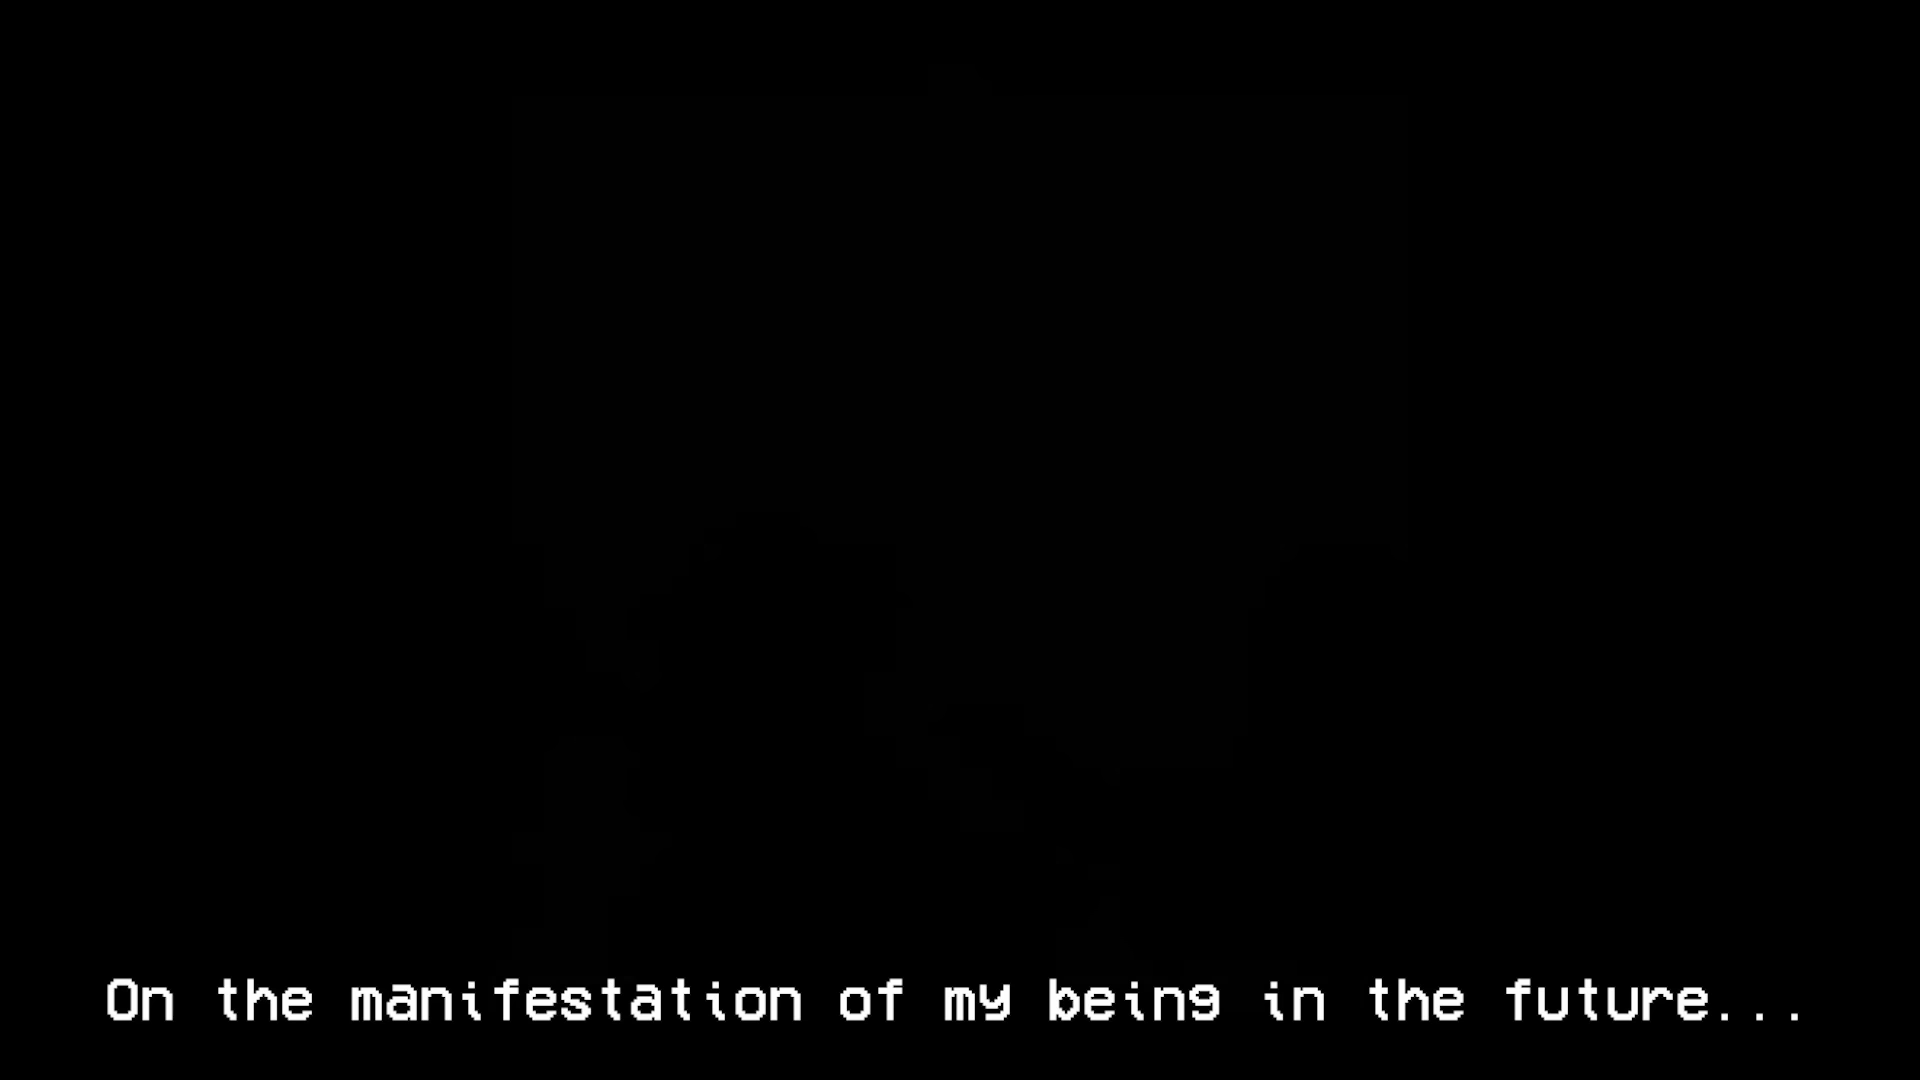 On the manifestation of my being in the future...